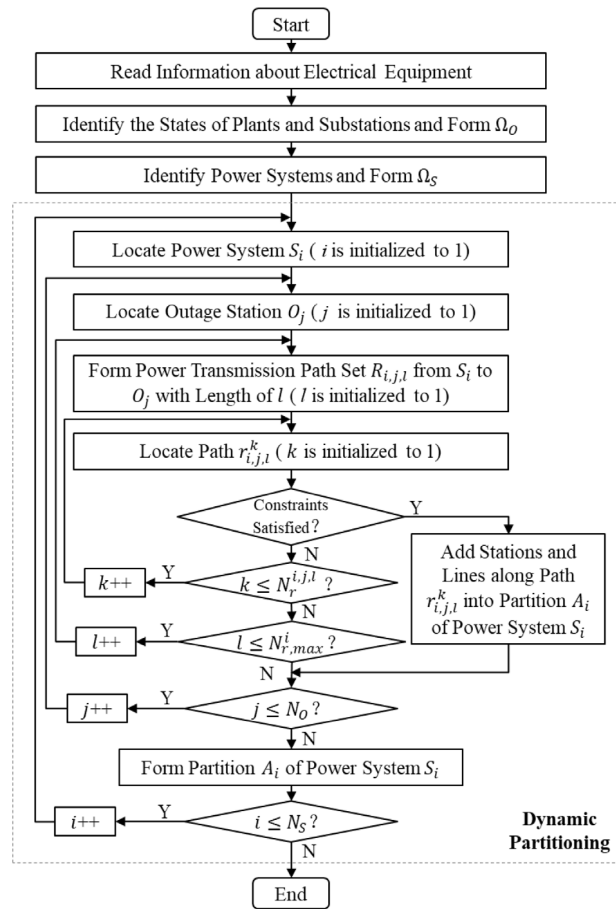 Start
Read Information about Electrical Equipment
Identify the States of Plants and Substations and Form Ω_O
Identify Power Systems and Form Ω_S
Locate Power System S_i ( i is initialized to 1)
Locate Outage Station O_j ( j is initialized to 1)
Form Power Transmission Path Set R_{i,j,l} from S_i to
O_j with Length of l ( l is initialized to 1)
Locate Path r_{i,j,l}^k ( k is initialized to 1)
Constraints
Satisfied?
Y
N
Add Stations and
Lines along Path
r_{i,j,l}^k into Partition A_i
of Power System S_i
k++
Y
k ≤ N_r^{i,j,l} ?
N
l++
Y
l ≤ N_{r,max}^i ?
N
j++
Y
j ≤ N_O ?
N
Form Partition A_i of Power System S_i
i++
Y
i ≤ N_S ?
N
Dynamic
Partitioning
End